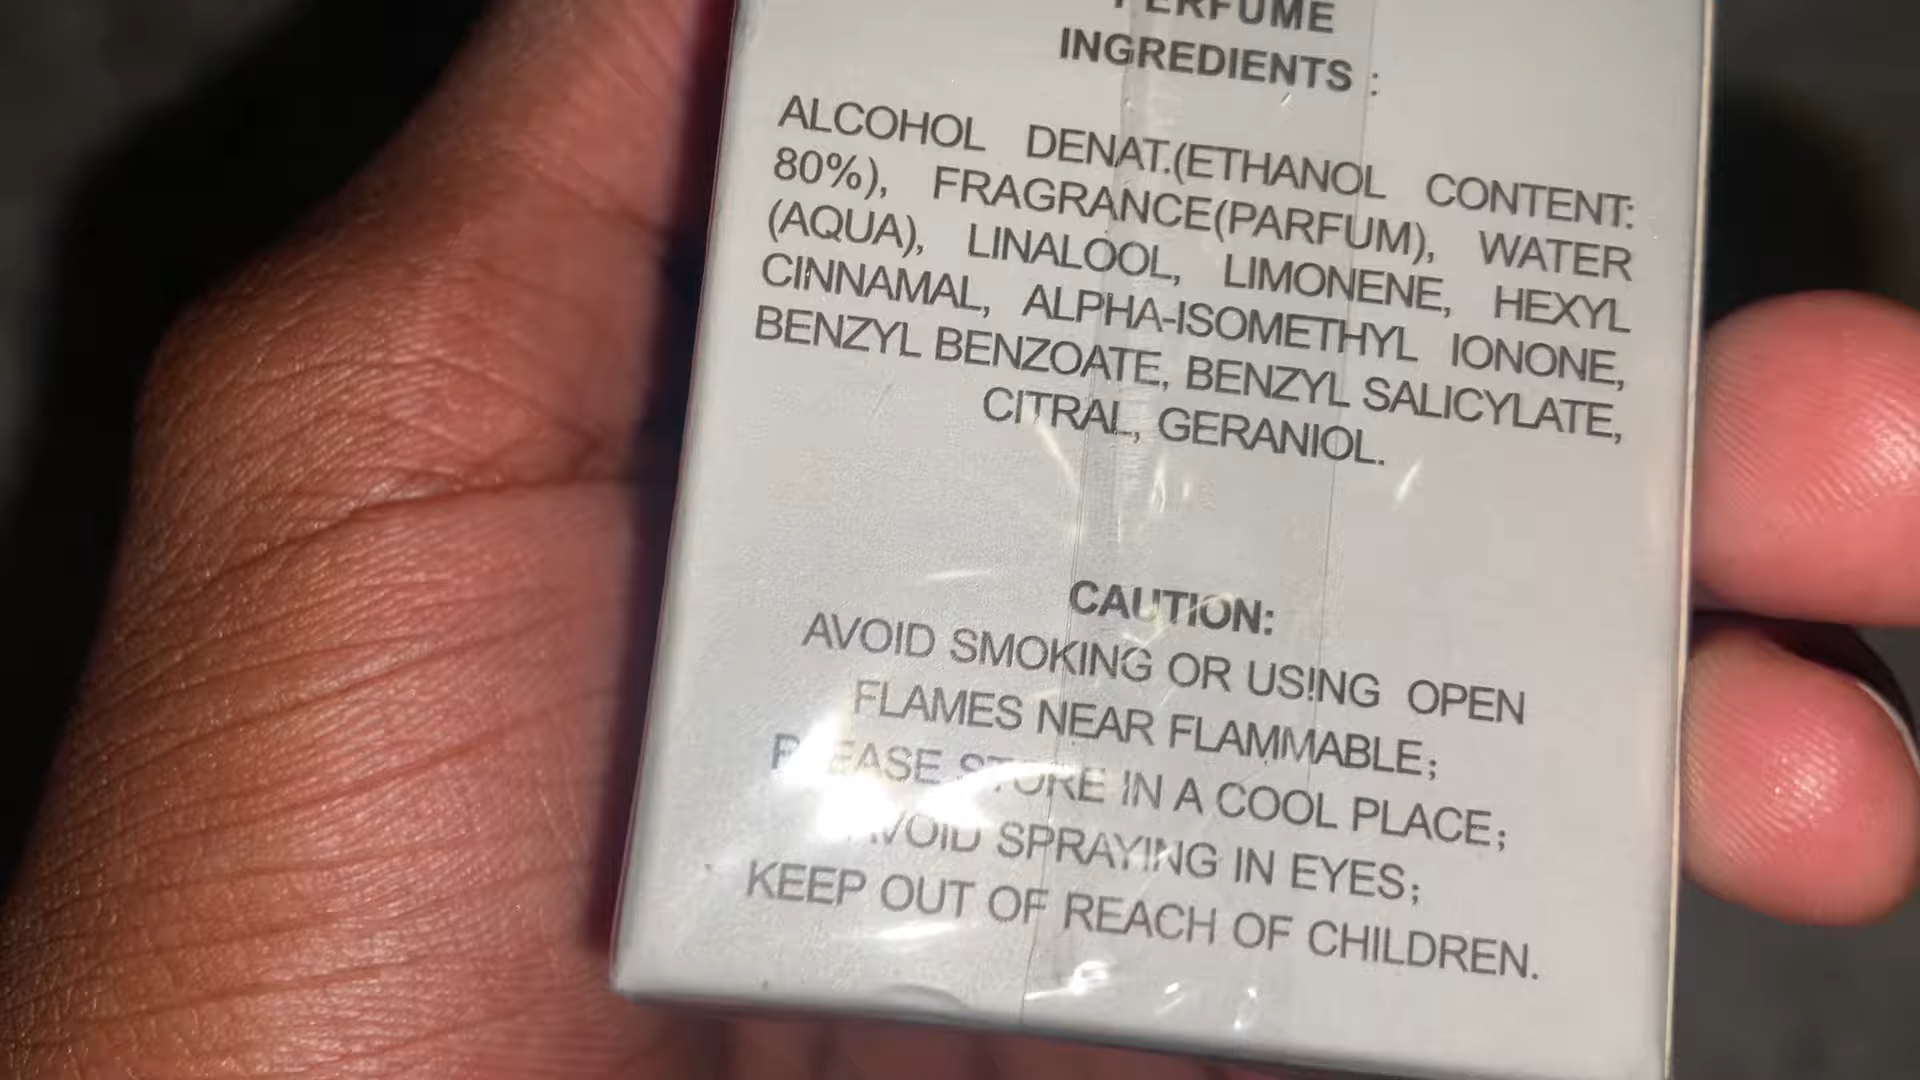 PERFUME
INGREDIENTS :
ALCOHOL DENAT.(ETHANOL CONTENT:
80%), FRAGRANCE(PARFUM), WATER
(AQUA), LINALOOL, LIMONENE, HEXYL
CINNAMAL, ALPHA-ISOMETHYL IONONE,
BENZYL BENZOATE, BENZYL SALICYLATE,
CITRAL, GERANIOL.
CAUTION:
AVOID SMOKING OR USING OPEN
FLAMES NEAR FLAMMABLE;
PLEASE STORE IN A COOL PLACE;
AVOID SPRAYING IN EYES;
KEEP OUT OF REACH OF CHILDREN.